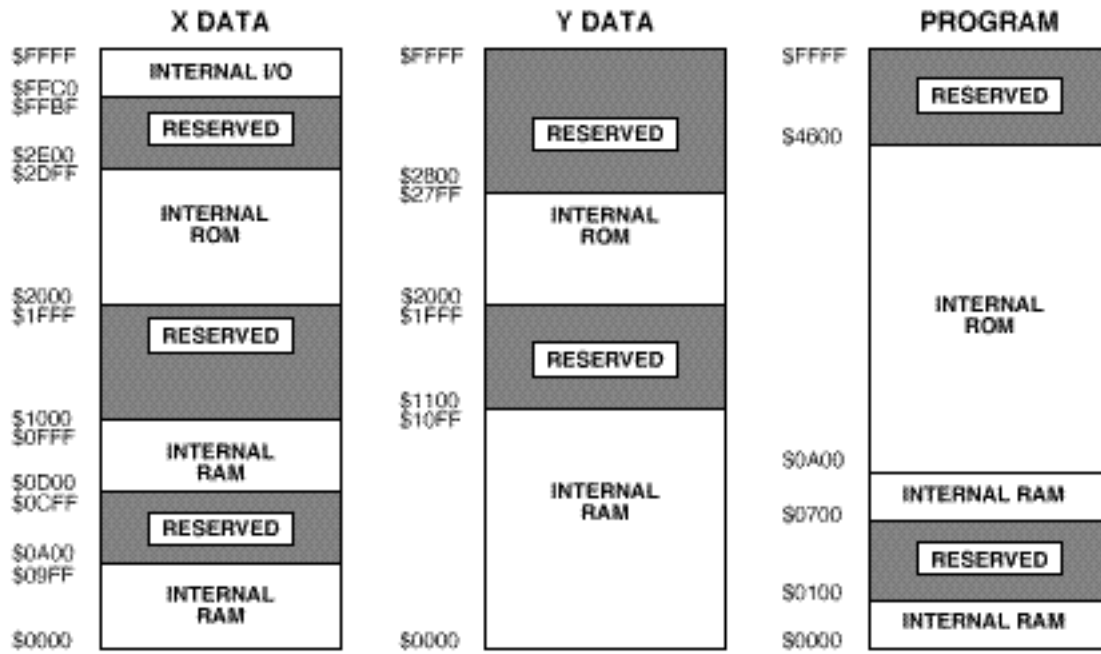 X DATA
$FFFF
INTERNAL I/O
$FFC0
$FFBF
RESERVED
$2E00
$2DFF
INTERNAL
ROM
$2000
$1FFF
RESERVED
$1000
$0FFF
INTERNAL
RAM
$0D00
$0CFF
RESERVED
$0A00
$09FF
INTERNAL
RAM
$0000
Y DATA
$FFFF
RESERVED
$2800
$27FF
INTERNAL
ROM
$2000
$1FFF
RESERVED
$1100
$10FF
INTERNAL
RAM
$0000
PROGRAM
$FFFF
RESERVED
$4600
INTERNAL
ROM
$0A00
INTERNAL RAM
$0700
RESERVED
$0100
INTERNAL RAM
$0000